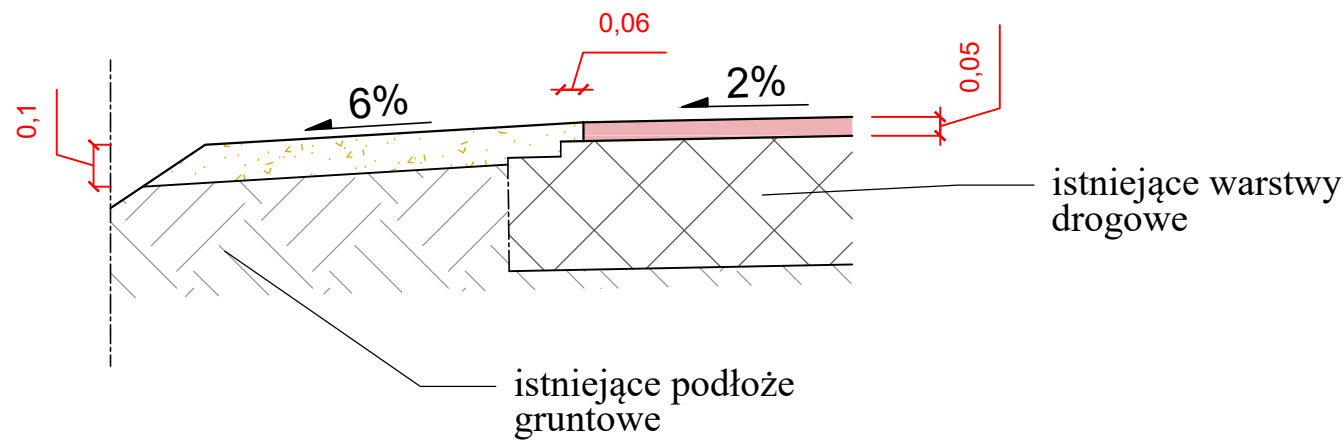 0,06
0,05
2%
6%
0,1
istniejące warstwy
drogowe
istniejące podłoże
gruntowe